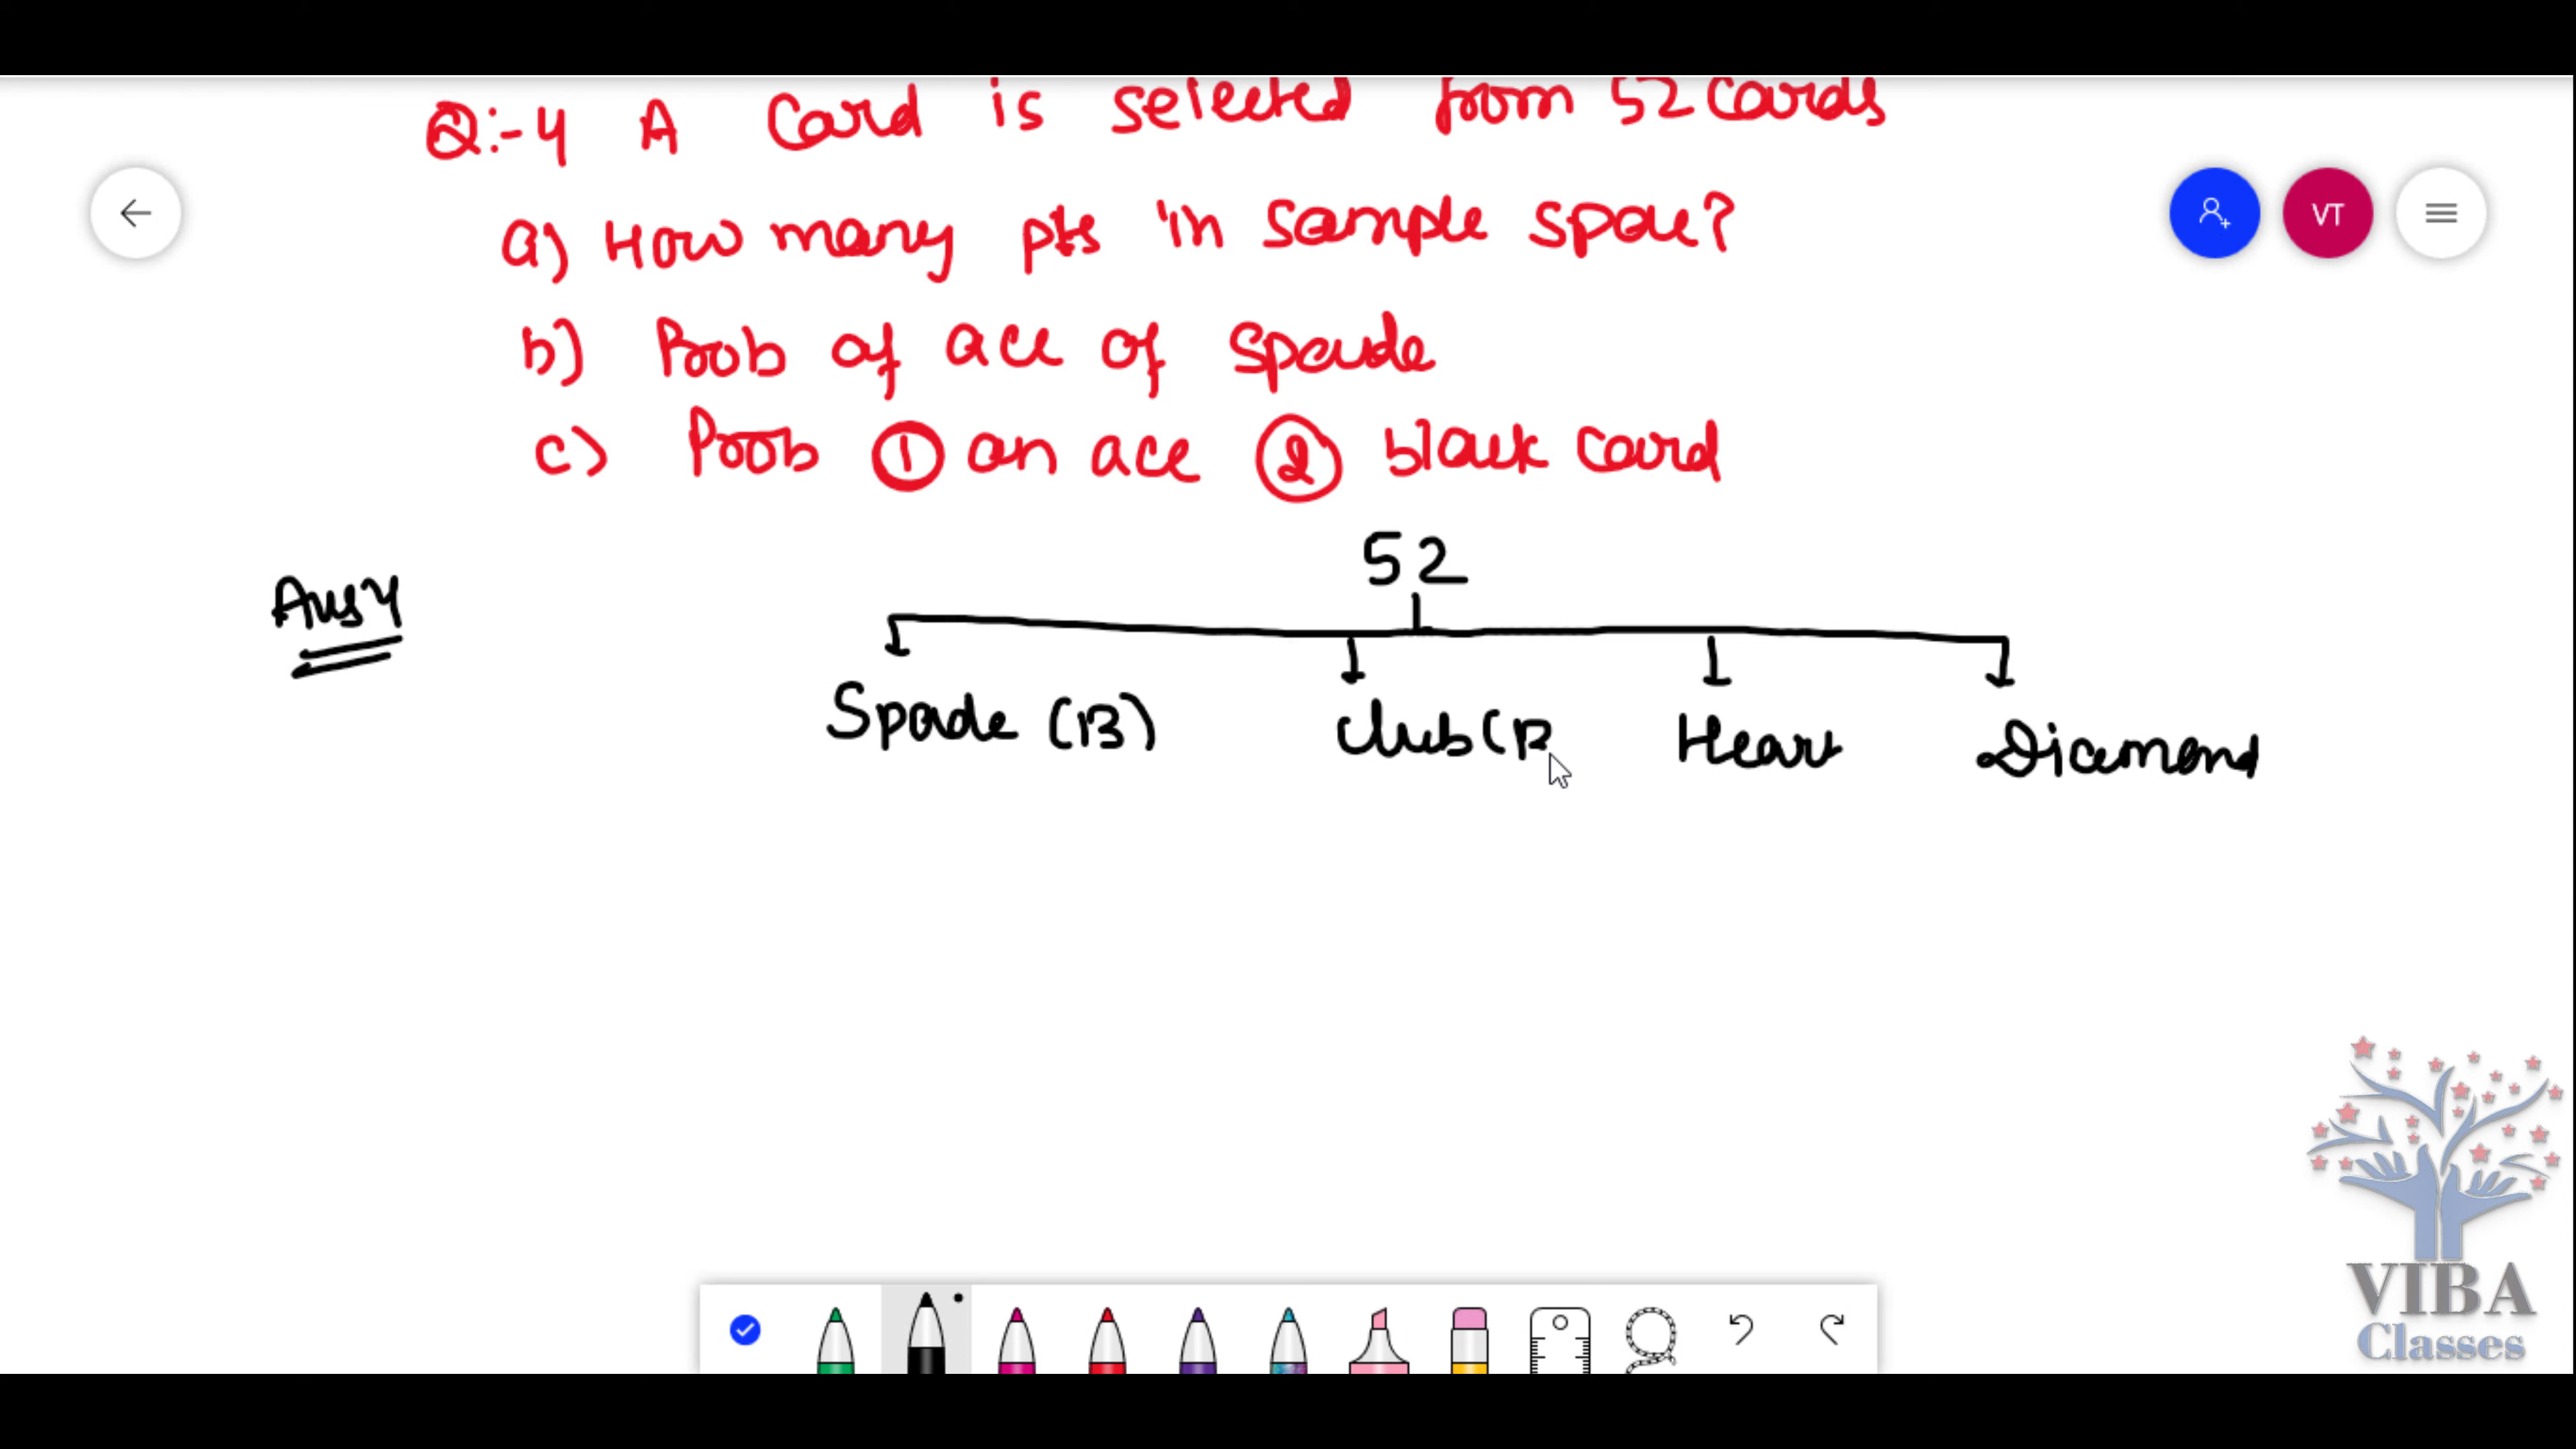 Q:-4 A Card is selected from 52 Cards
a) How many pts in sample space?
VT
b) Prob of ace of Spade
c) Prob ① an ace ② black card
52
Ans 4
Spade (13) Club (13 Heart Diamond
VIBA
Classes